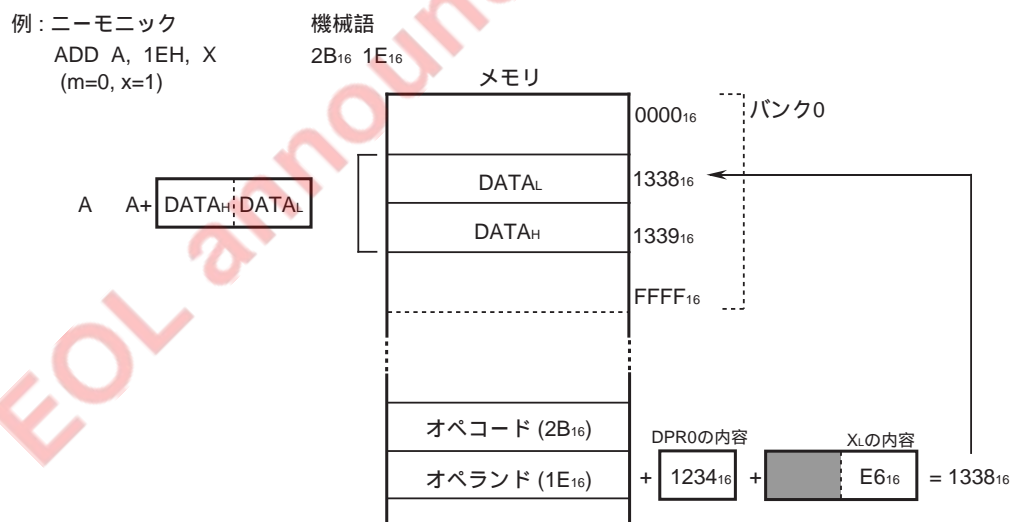 例 : ニーモニック 機械語
ADD A, 1EH, X 2B16 1E16
(m=0, x=1)
メモリ
000016 バンク0
DATAL 133816
A A+ DATAH DATAL
DATAH 133916
FFFF16
オペコード (2B16)
DPR0の内容 XLの内容
オペランド (1E16) + 123416 + E616 = 133816
EOL announ